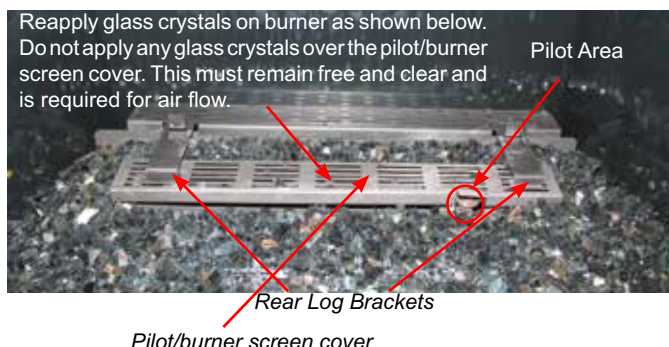 Reapply glass crystals on burner as shown below.
Do not apply any glass crystals over the pilot/burner
screen cover. This must remain free and clear and
is required for air flow.
Pilot Area
Rear Log Brackets
Pilot/burner screen cover